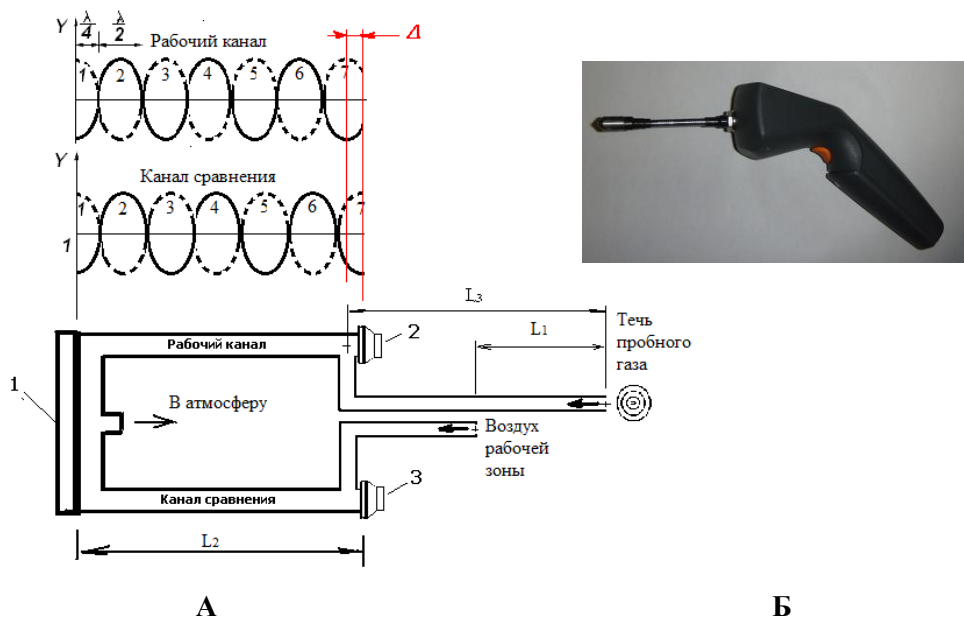 Y λ/4 λ/2 Δ
Рабочий канал
1 2 3 4 5 6 7
Y
Канал сравнения
1 2 3 4 5 6 7
1
L3
2 L1 Течь
пробного
газа
Рабочий канал
1
В атмосферу
Воздух
рабочей
зоны
3
Канал сравнения
L2
А Б